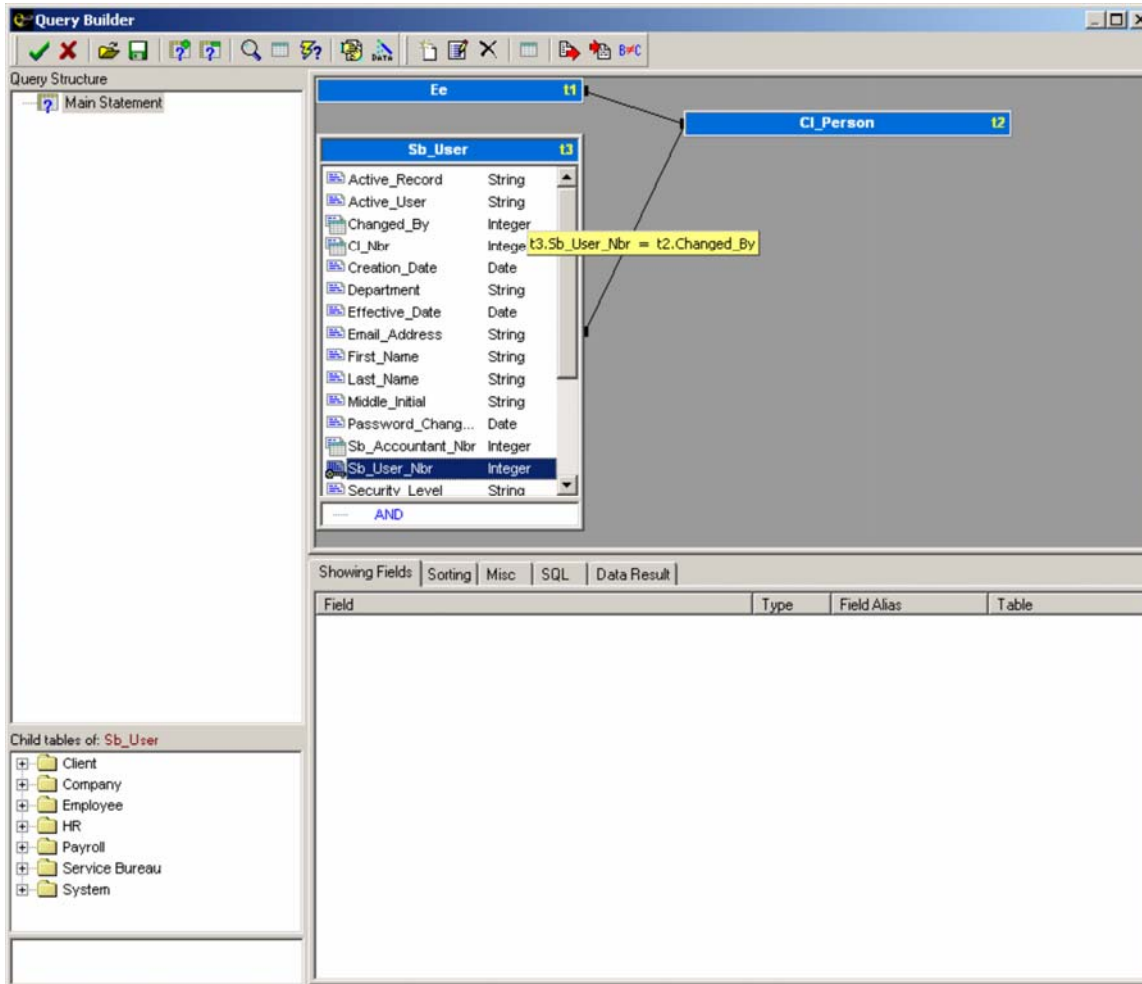 Query Builder
DATA
B≠C
Query Structure
Main Statement
Ee t1
Cl_Person t2
Sb_User t3
Active_Record String
Active_User String
Changed_By Integer
Cl_Nbr Intege
t3.Sb_User_Nbr = t2.Changed_By
Creation_Date Date
Department String
Effective_Date Date
Email_Address String
First_Name String
Last_Name String
Middle_Initial String
Password_Chang... Date
Sb_Accountant_Nbr Integer
Sb_User_Nbr Integer
Security_Level String
AND
Showing Fields Sorting Misc SQL Data Result
Field Type Field Alias Table
Child tables of: Sb_User
Client
Company
Employee
HR
Payroll
Service Bureau
System